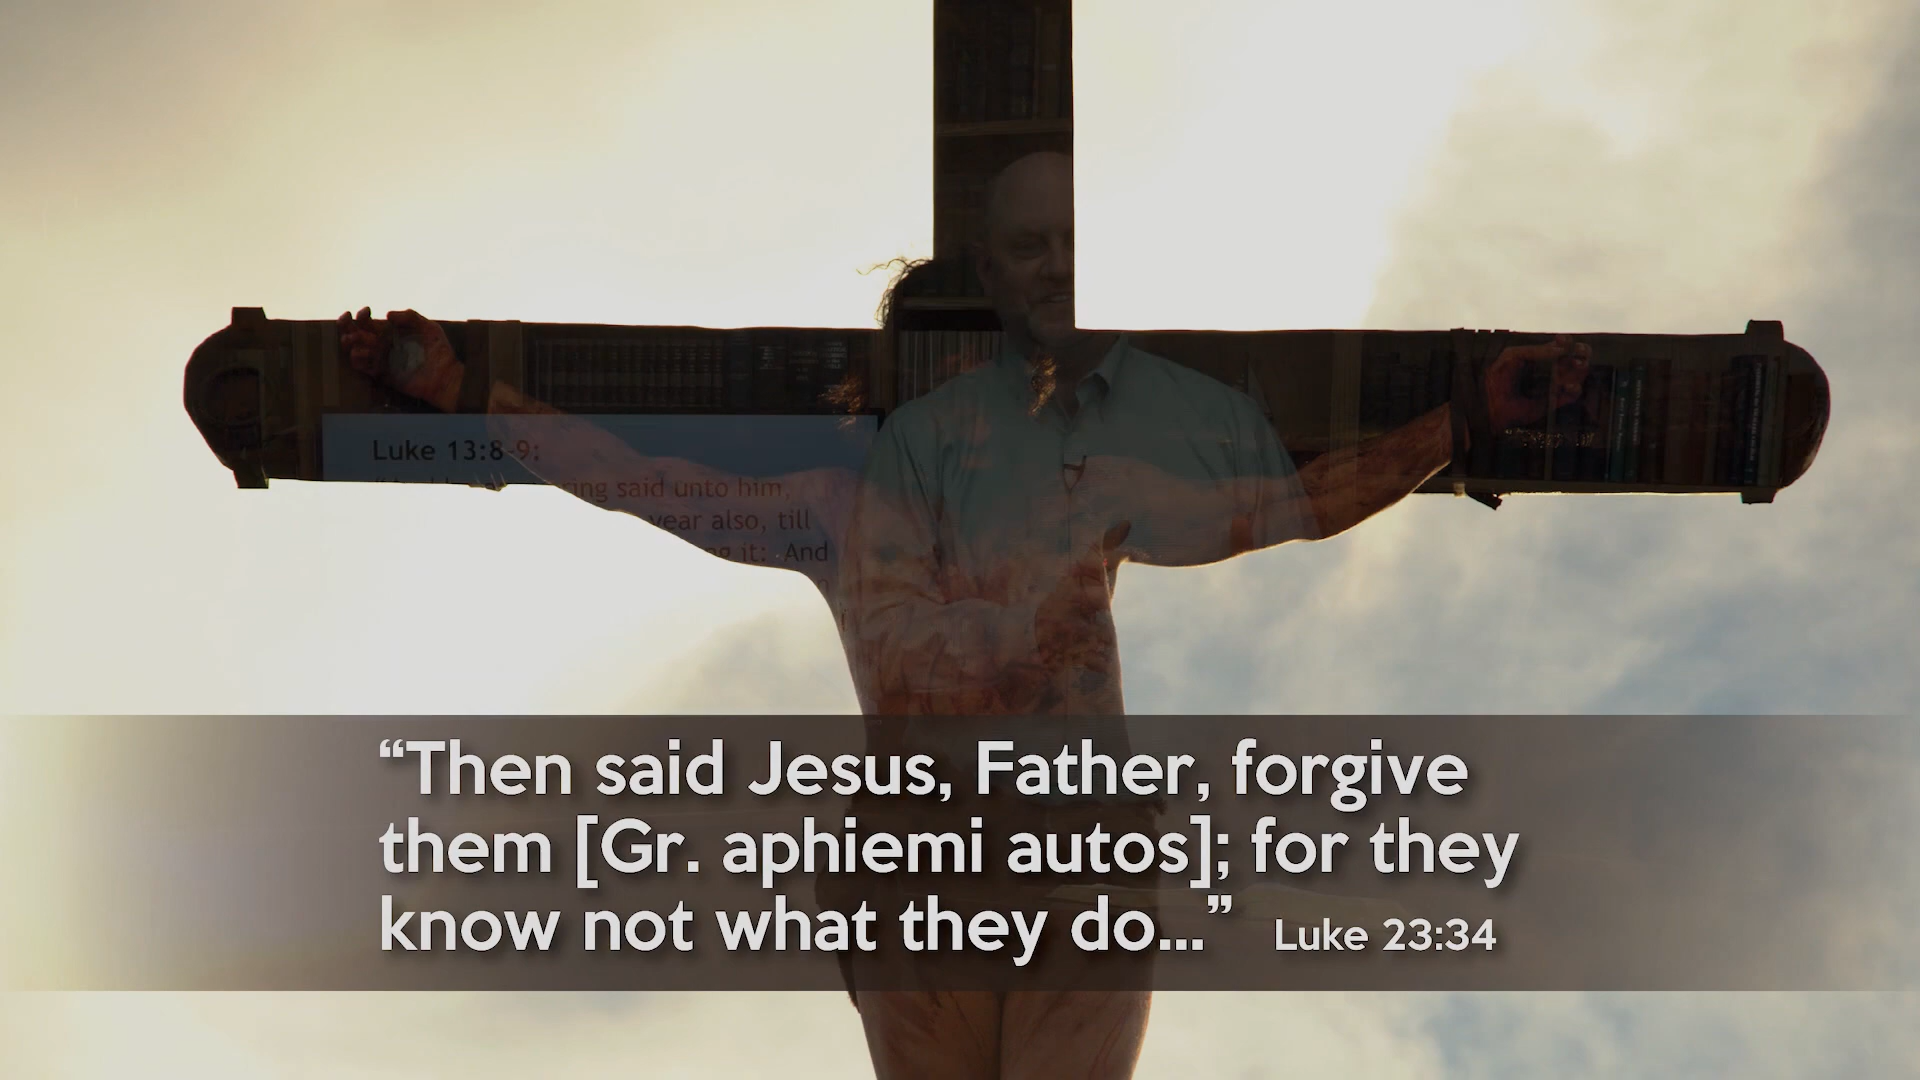 Luke 13:8-9:
said unto him,
year also, till
it: And
“Then said Jesus, Father, forgive
them [Gr. aphiemi autos]; for they
know not what they do...” Luke 23:34